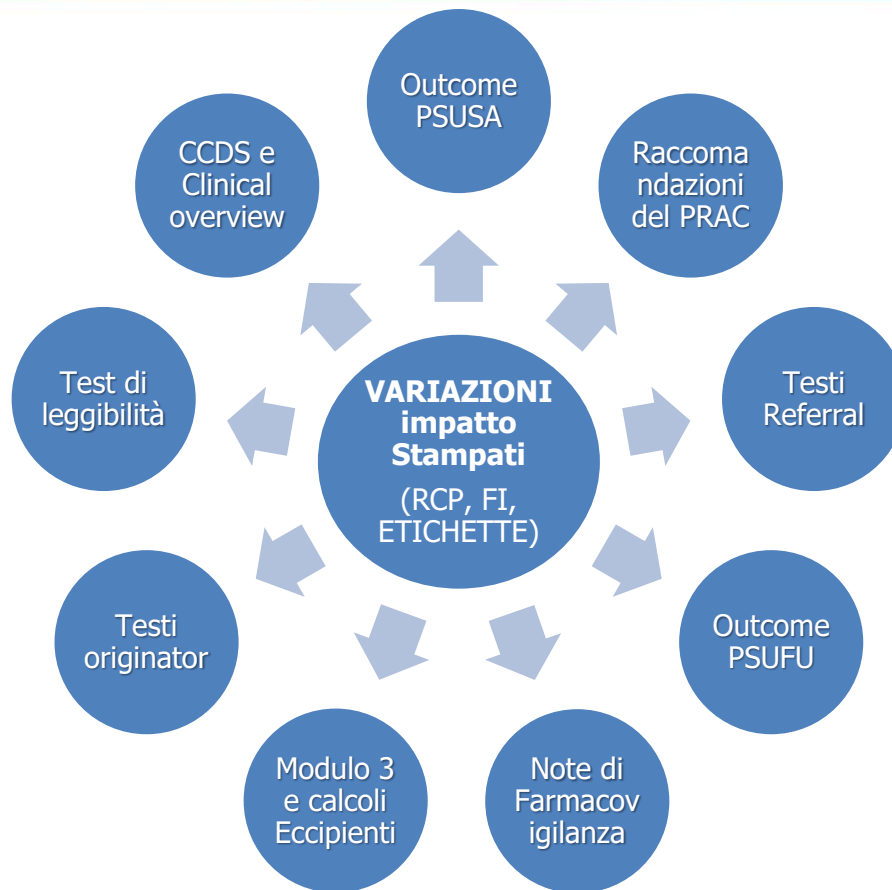 Outcome
PSUSA
Raccoma
ndazioni
del PRAC
Testi
Referral
Outcome
PSUFU
Note di
Farmacov
igilanza
Modulo 3
e calcoli
Eccipienti
Testi
originator
Test di
leggibilità
CCDS e
Clinical
overview
VARIAZIONI
impatto
Stampati
(RCP, FI,
ETICHETTE)